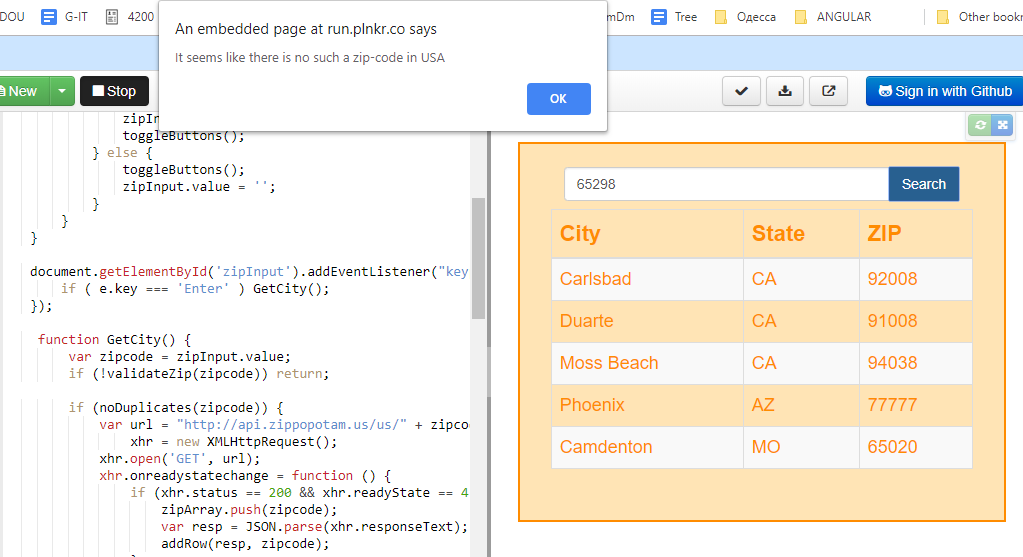 DOU G-IT 4200 mDm Tree Одесса ANGULAR Other bookm
An embedded page at run.plnkr.co says
It seems like there is no such a zip-code in USA
OK
New Stop Sign in with Github
zipIn
toggleButtons();
} else {
toggleButtons();
zipInput.value = '';
}
}
}
document.getElementById('zipInput').addEventListener("key
if ( e.key === 'Enter' ) GetCity();
});
function GetCity() {
var zipcode = zipInput.value;
if (!validateZip(zipcode)) return;
if (noDuplicates(zipcode)) {
var url = "http://api.zippopotam.us/us/" + zipco
xhr = new XMLHttpRequest();
xhr.open('GET', url);
xhr.onreadystatechange = function () {
if (xhr.status == 200 && xhr.readyState == 4
zipArray.push(zipcode);
var resp = JSON.parse(xhr.responseText);
addRow(resp, zipcode);
65298 Search
City State ZIP
Carlsbad CA 92008
Duarte CA 91008
Moss Beach CA 94038
Phoenix AZ 77777
Camdenton MO 65020